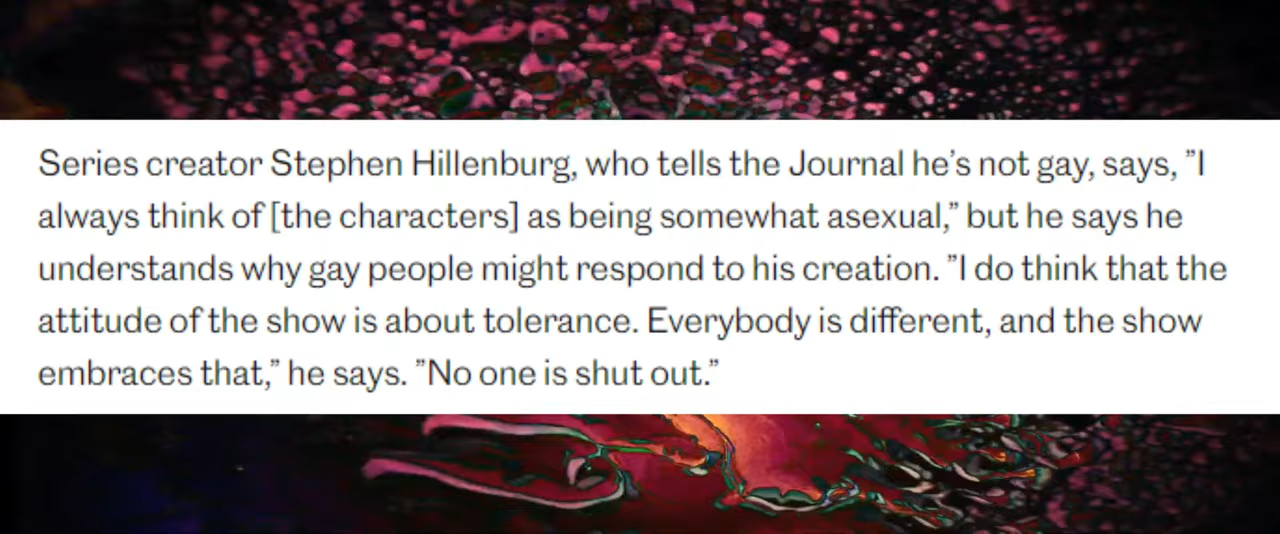 Series creator Stephen Hillenburg, who tells the Journal he’s not gay, says, ”I
always think of [the characters] as being somewhat asexual,” but he says he
understands why gay people might respond to his creation. ”I do think that the
attitude of the show is about tolerance. Everybody is different, and the show
embraces that,” he says. ”No one is shut out.”